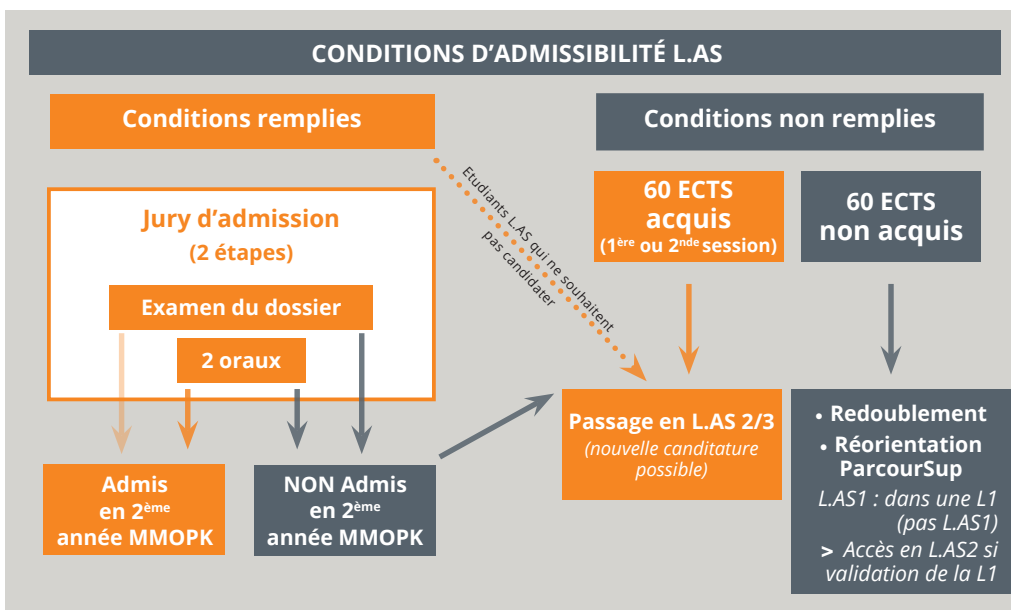 CONDITIONS D’ADMISSIBILITÉ L.AS
Conditions remplies
Conditions non remplies
Etudiants L.AS qui ne souhaitent
pas candidater
Jury d’admission
(2 étapes)
Examen du dossier
2 oraux
60 ECTS
acquis
(1ère ou 2nde session)
60 ECTS
non acquis
Admis
en 2ème
année MMOPK
NON Admis
en 2ème
année MMOPK
Passage en L.AS 2/3
(nouvelle canditature
possible)
• Redoublement
• Réorientation
ParcourSup
L.AS1 : dans une L1
(pas L.AS1)
> Accès en L.AS2 si
validation de la L1